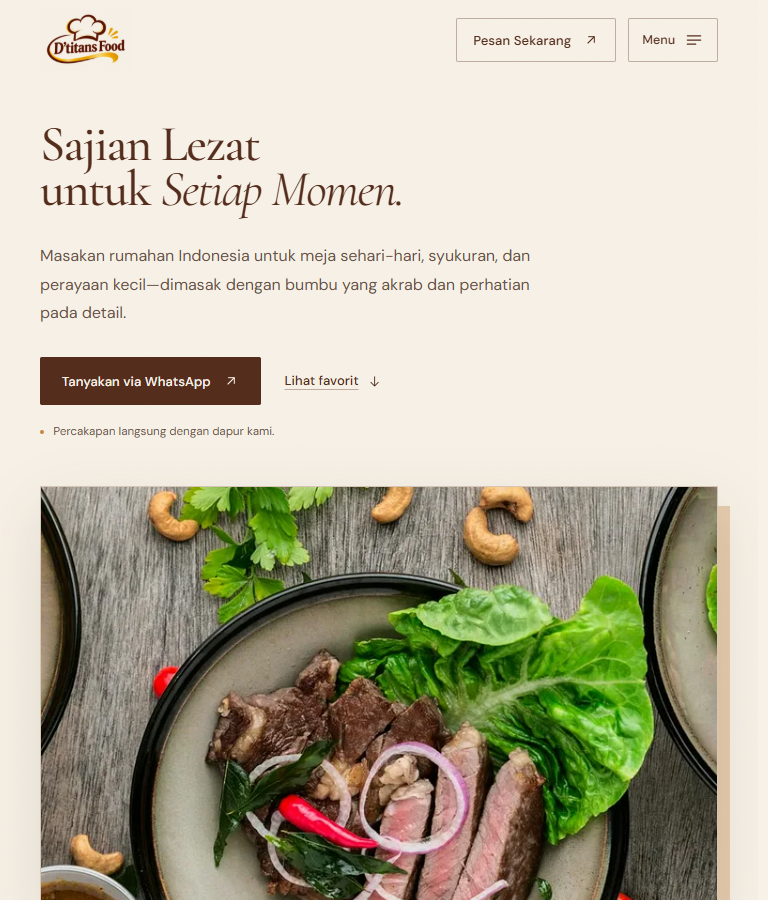 D'titans Food
Pesan Sekarang
Menu
Sajian Lezat
untuk Setiap Momen.
Masakan rumahan Indonesia untuk meja sehari-hari, syukuran, dan
perayaan kecil—dimasak dengan bumbu yang akrab dan perhatian
pada detail.
Tanyakan via WhatsApp
Lihat favorit
Percakapan langsung dengan dapur kami.